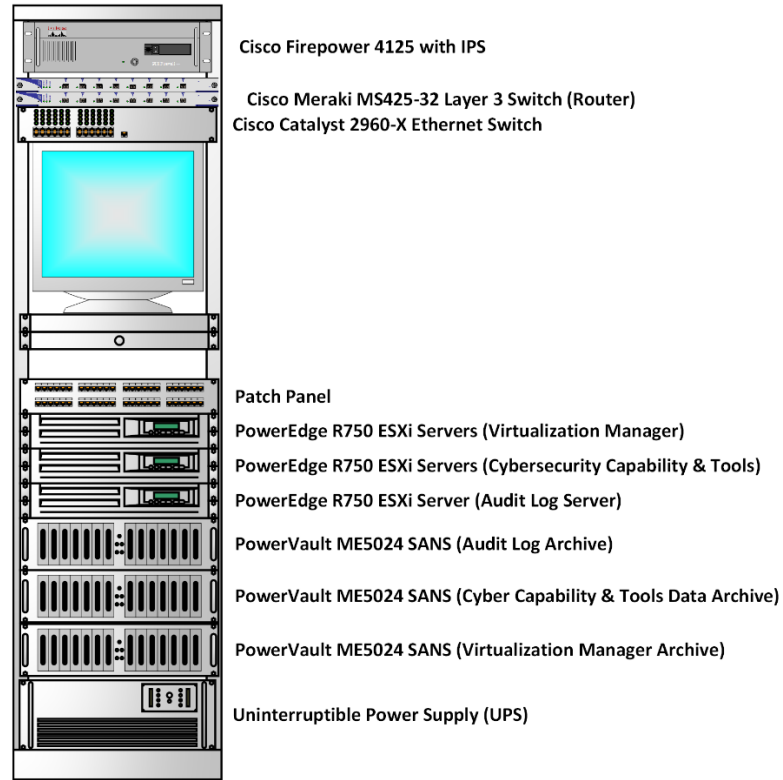 Cisco Firepower 4125 with IPS
Cisco Meraki MS425-32 Layer 3 Switch (Router)
Cisco Catalyst 2960-X Ethernet Switch
Patch Panel
PowerEdge R750 ESXi Servers (Virtualization Manager)
PowerEdge R750 ESXi Servers (Cybersecurity Capability & Tools)
PowerEdge R750 ESXi Server (Audit Log Server)
PowerVault ME5024 SANS (Audit Log Archive)
PowerVault ME5024 SANS (Cyber Capability & Tools Data Archive)
PowerVault ME5024 SANS (Virtualization Manager Archive)
Uninterruptible Power Supply (UPS)